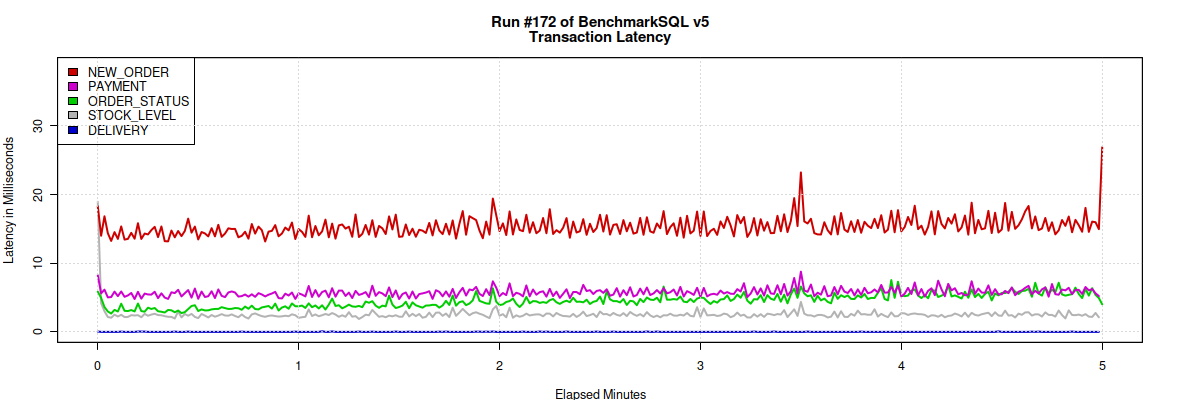 Run #172 of BenchmarkSQL v5
Transaction Latency
NEW_ORDER
PAYMENT
ORDER_STATUS
STOCK_LEVEL
DELIVERY
Latency in Milliseconds
30
20
10
0
0 1 2 3 4 5
Elapsed Minutes